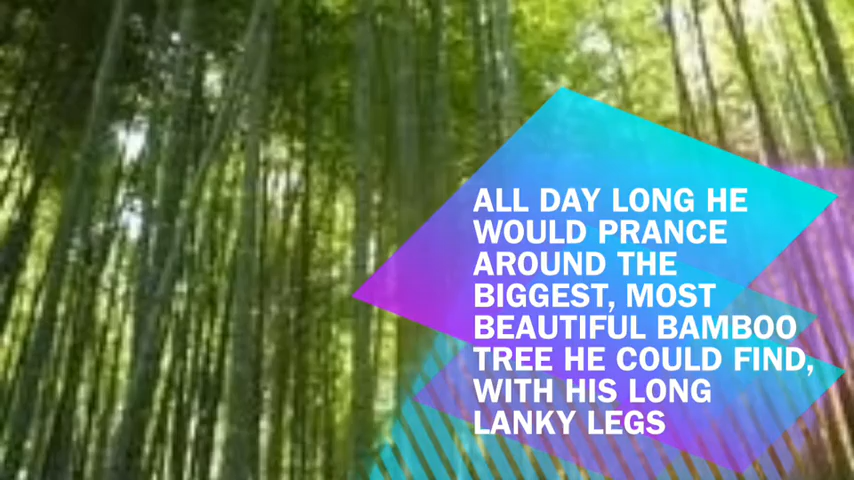 ALL DAY LONG HE
WOULD PRANCE
AROUND THE
BIGGEST, MOST
BEAUTIFUL BAMBOO
TREE HE COULD FIND,
WITH HIS LONG
LANKY LEGS